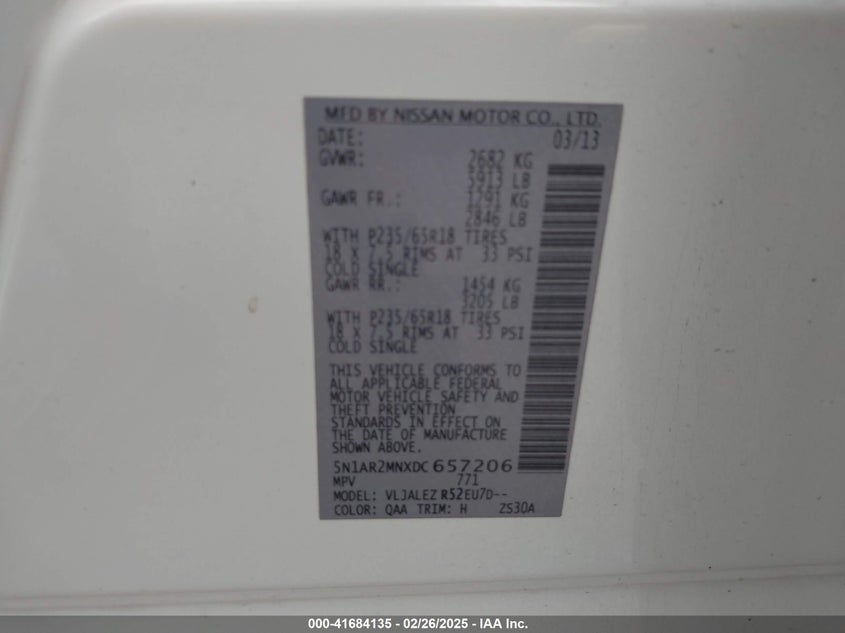 MFD BY NISSAN MOTOR CO., LTD.
DATE: 03/13
GVWR: 2682 KG
5913 LB
GAWR FR.: 1291 KG
2846 LB
WITH P235/65R18 TIRES
18 X 7.5 RIMS AT 33 PSI
COLD SINGLE
GAWR RR.: 1454 KG
3205 LB
WITH P235/65R18 TIRES
18 X 7.5 RIMS AT 33 PSI
COLD SINGLE
THIS VEHICLE CONFORMS TO
ALL APPLICABLE FEDERAL
MOTOR VEHICLE SAFETY AND
THEFT PREVENTION
STANDARDS IN EFFECT ON
THE DATE OF MANUFACTURE
SHOWN ABOVE.
5N1AR2MNXDC657206
MPV 771
MODEL: VLJALEZ R52EU7D--
COLOR: QAA TRIM: H ZS30A
000-41684135 - 02/26/2025 - IAA Inc.